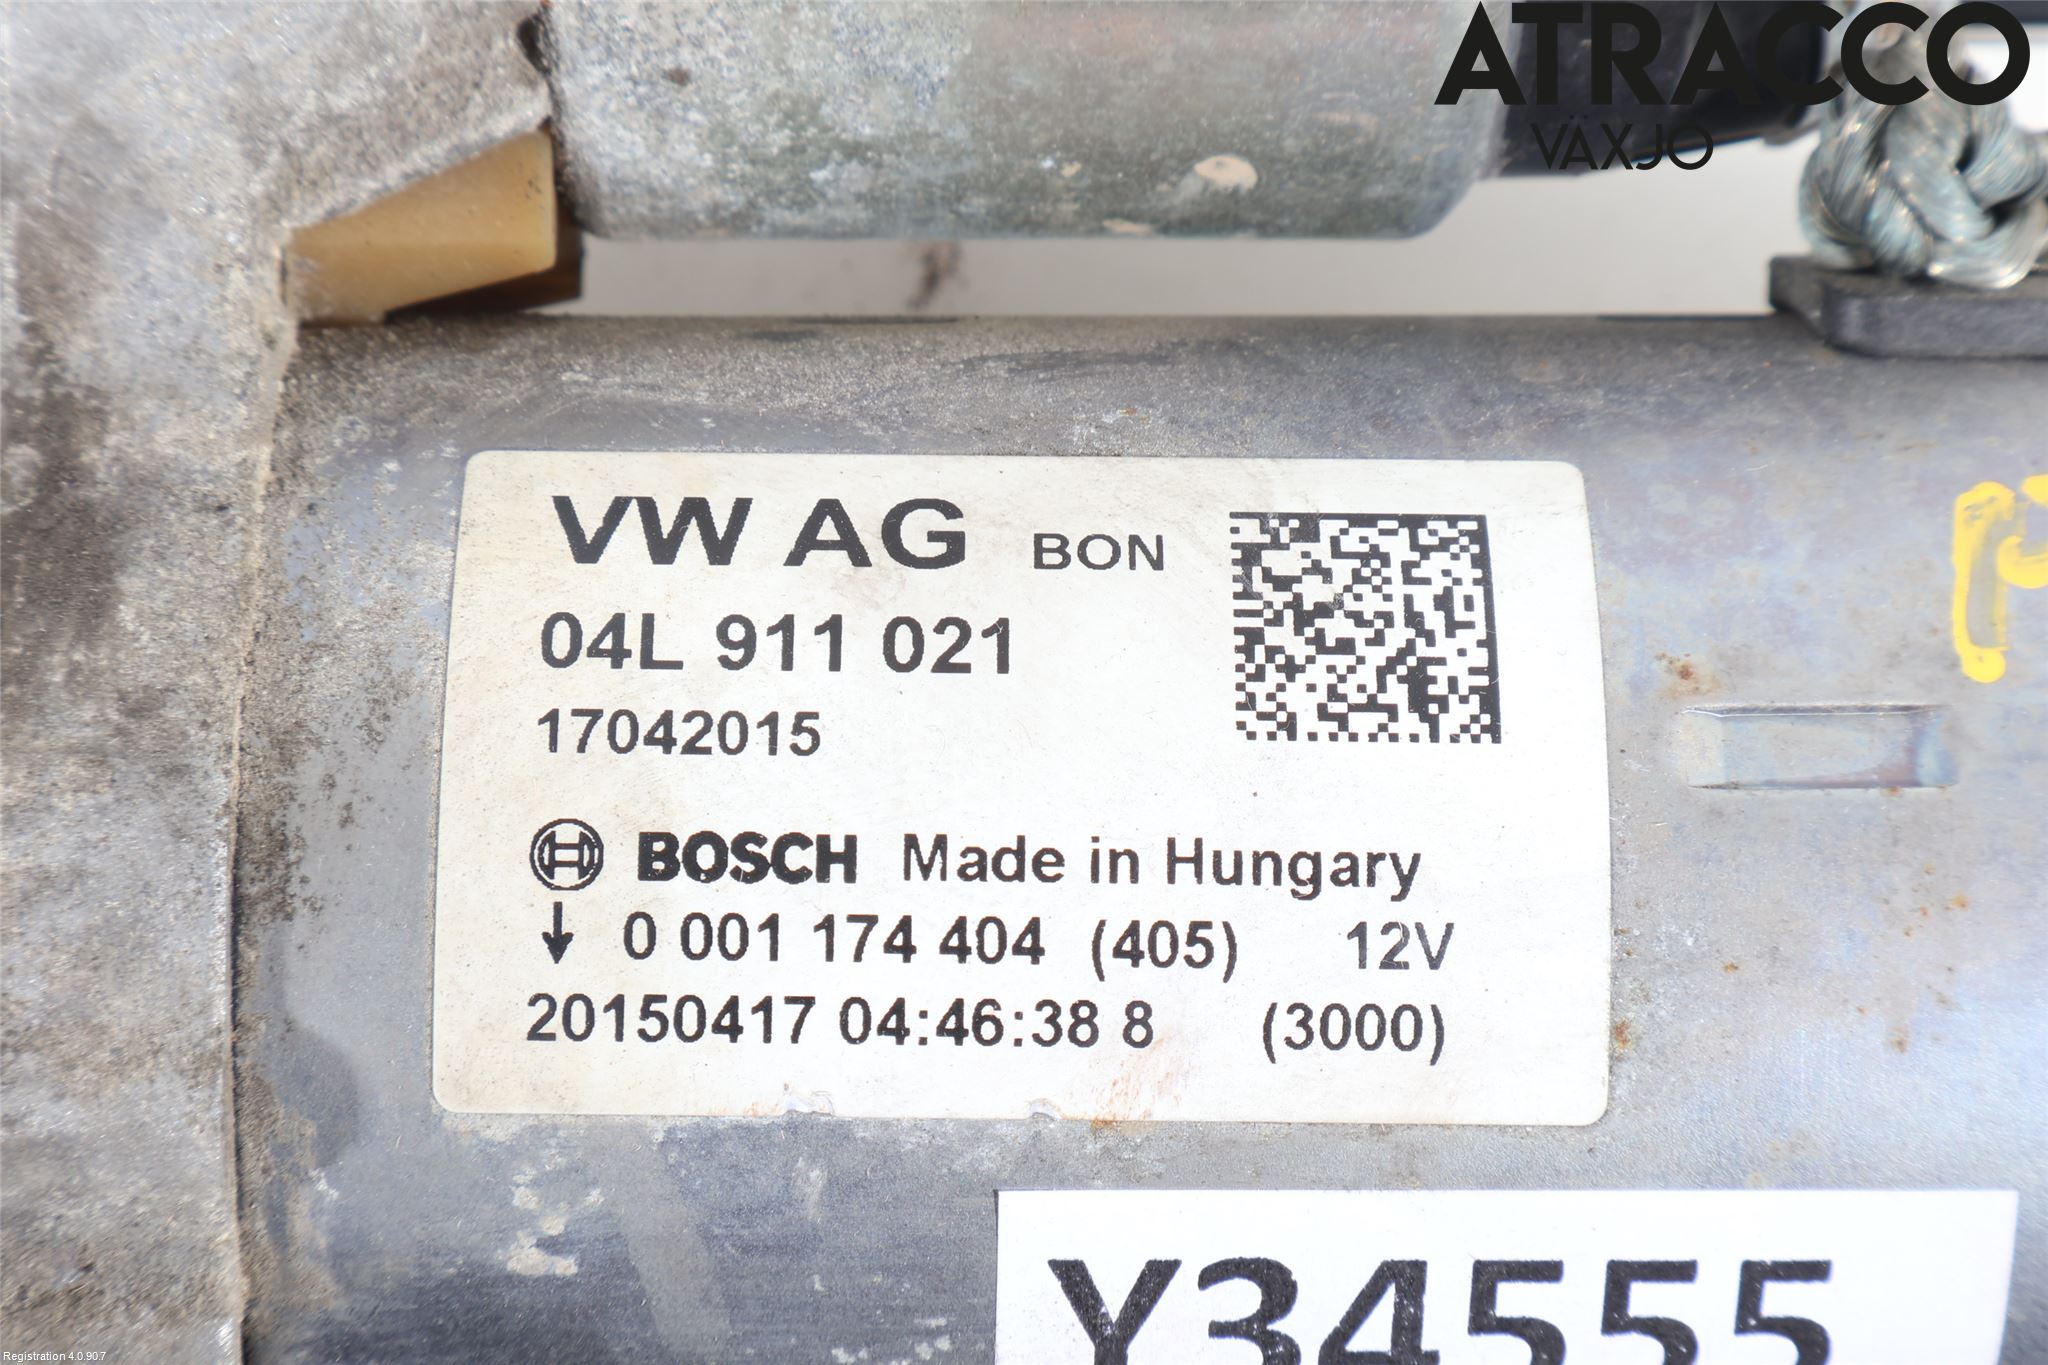 ATRACCO
VÄXJÖ
VW AG BON
04L 911 021
17042015
BOSCH Made in Hungary
↓ 0 001 174 404 (405) 12V
20150417 04:46:38 8 (3000)
Y34555
Registration 4.0.90.7